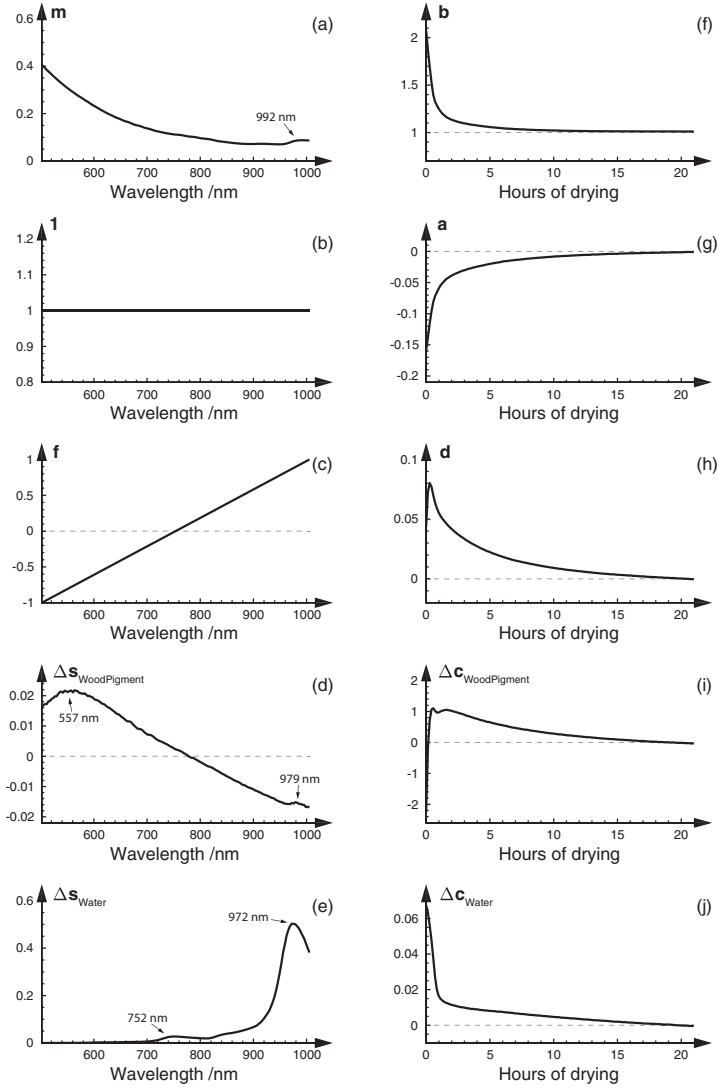 m
(a)
0.6
0.4
0.2
0
992 nm
600 700 800 900 1000
Wavelength /nm
b
(f)
2
1.5
1
0 5 10 15 20
Hours of drying
1
(b)
1.2
1.1
1
0.9
0.8
600 700 800 900 1000
Wavelength /nm
a
(g)
0
-0.05
-0.1
-0.15
-0.2
0 5 10 15 20
Hours of drying
f
(c)
1
0.5
0
-0.5
-1
600 700 800 900 1000
Wavelength /nm
d
(h)
0.1
0.05
0
0 5 10 15 20
Hours of drying
Δs WoodPigment
(d)
0.02
0.01
0
-0.01
-0.02
557 nm
979 nm
600 700 800 900 1000
Wavelength /nm
Δc WoodPigment
(i)
2
1
0
-1
-2
0 5 10 15 20
Hours of drying
Δs Water
(e)
0.6
0.4
0.2
0
972 nm
752 nm
600 700 800 900 1000
Wavelength /nm
Δc Water
(j)
0.06
0.04
0.02
0
0 5 10 15 20
Hours of drying